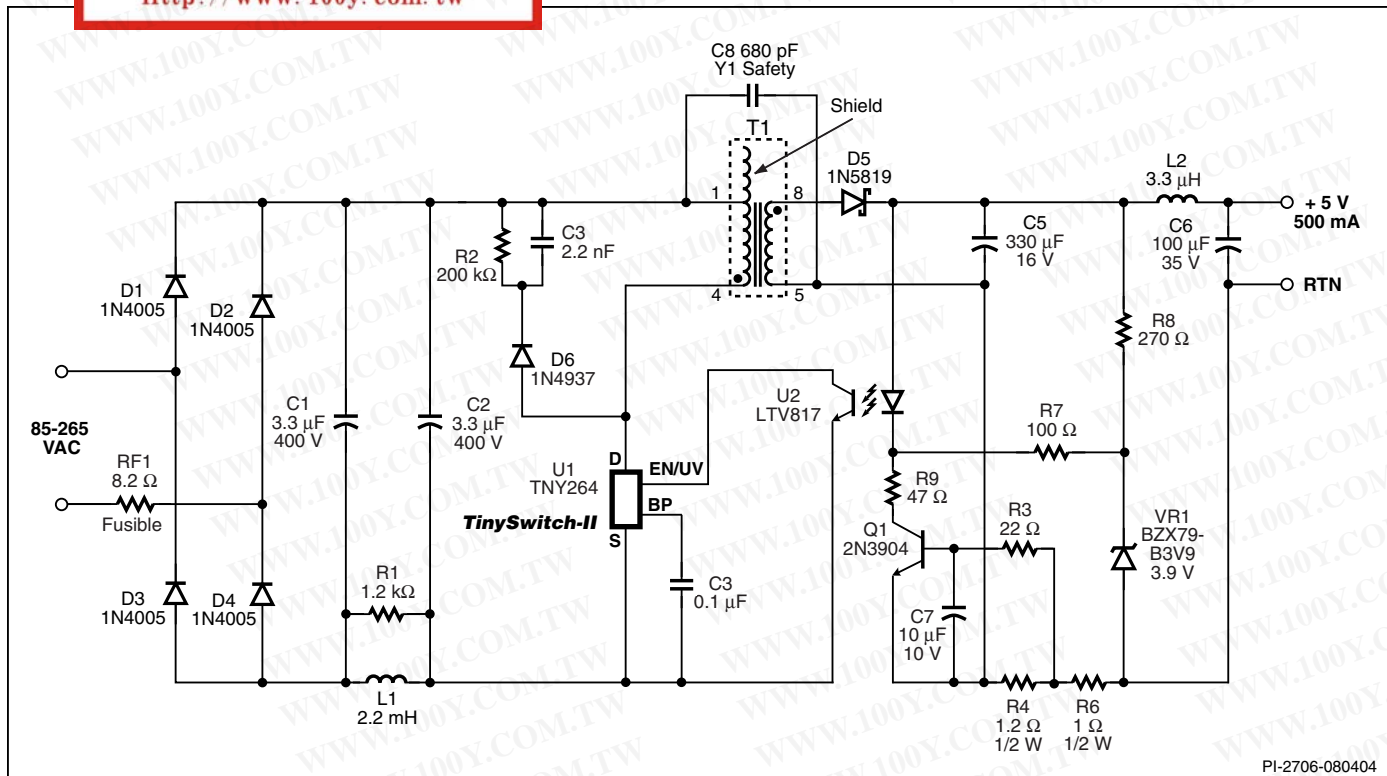 Http://www. 100y. com. tw
WWW.100Y.COM.TW
C8 680 pF
Y1 Safety
Shield
T1
1
8
4
5
D5
1N5819
L2
3.3 µH
+ 5 V
500 mA
RTN
C5
330 µF
16 V
C6
100 µF
35 V
R2
200 kΩ
C3
2.2 nF
D1
1N4005
D2
1N4005
D6
1N4937
R8
270 Ω
85-265
VAC
RF1
8.2 Ω
Fusible
C1
3.3 µF
400 V
C2
3.3 µF
400 V
U1
TNY264
TinySwitch-II
D
S
EN/UV
BP
U2
LTV817
R7
100 Ω
R9
47 Ω
Q1
2N3904
R3
22 Ω
VR1
BZX79-
B3V9
3.9 V
D3
1N4005
D4
1N4005
R1
1.2 kΩ
L1
2.2 mH
C3
0.1 µF
C7
10 µF
10 V
R4
1.2 Ω
1/2 W
R6
1 Ω
1/2 W
PI-2706-080404